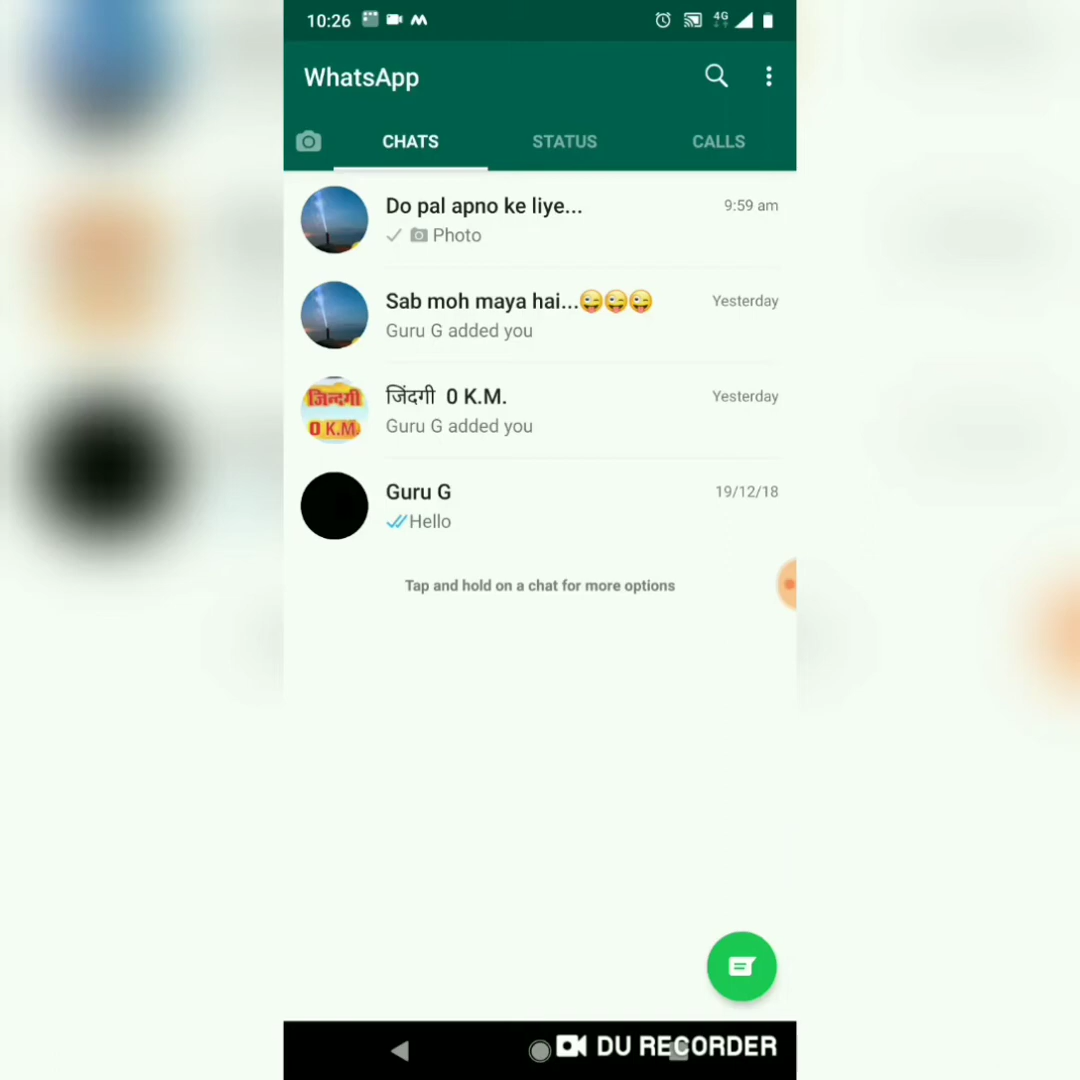 10:26
4G
WhatsApp
CHATS STATUS CALLS
Do pal apno ke liye... 9:59 am
Photo
Sab moh maya hai...😜😜😜 Yesterday
Guru G added you
जिंदगी 0 K.M. Yesterday
Guru G added you
जिन्दगी
0 K.M.
Guru G 19/12/18
Hello
Tap and hold on a chat for more options
DU RECORDER